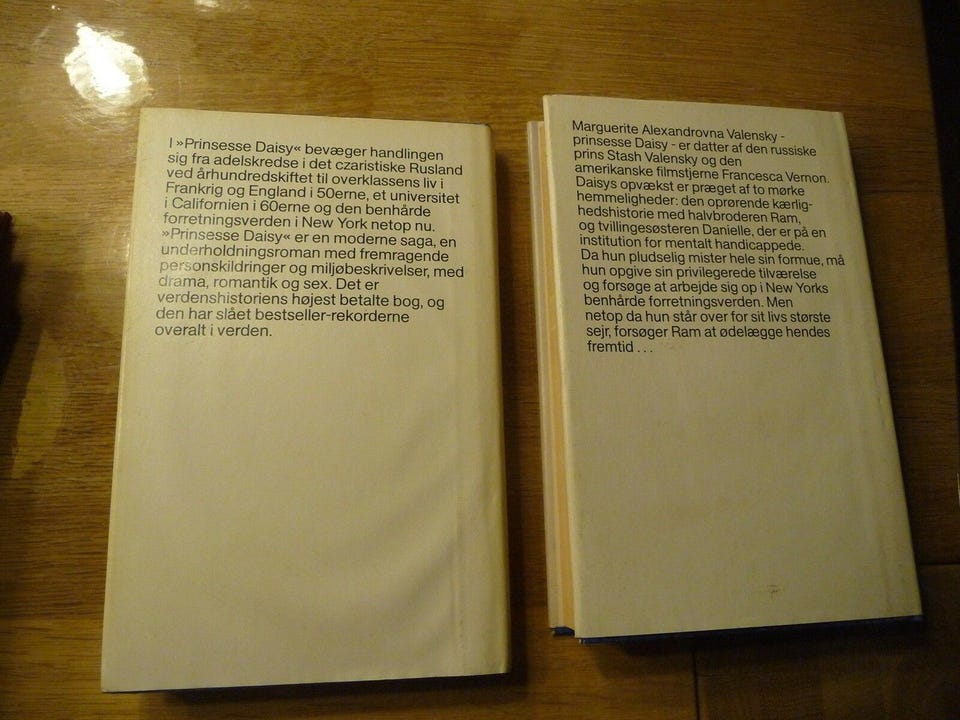 I »Prinsesse Daisy« bevæger handlingen
sig fra adelskredse i det czaristiske Rusland
ved århundredskiftet til overklassens liv i
Frankrig og England i 50erne, et universitet
i Californien i 60erne og den benhårde
forretningsverden i New York netop nu.
»Prinsesse Daisy« er en moderne saga, en
underholdningsroman med fremragende
personskildringer og miljøbeskrivelser, med
drama, romantik og sex. Det er
verdenshistoriens højest betalte bog, og
den har slået bestseller-rekorderne
overalt i verden.
Marguerite Alexandrovna Valensky -
prinsesse Daisy - er datter af den russiske
prins Stash Valensky og den
amerikanske filmstjerne Francesca Vernon.
Daisys opvækst er præget af to mørke
hemmeligheder: den oprørende kærlig-
hedshistorie med halvbroderen Ram,
og tvillingesøsteren Danielle, der er på en
institution for mentalt handicappede.
Da hun pludselig mister hele sin formue, må
hun opgive sin privilegerede tilværelse
og forsøge at arbejde sig op i New Yorks
benhårde forretningsverden. Men
netop da hun står over for sit livs største
sejr, forsøger Ram at ødelægge hendes
fremtid ...